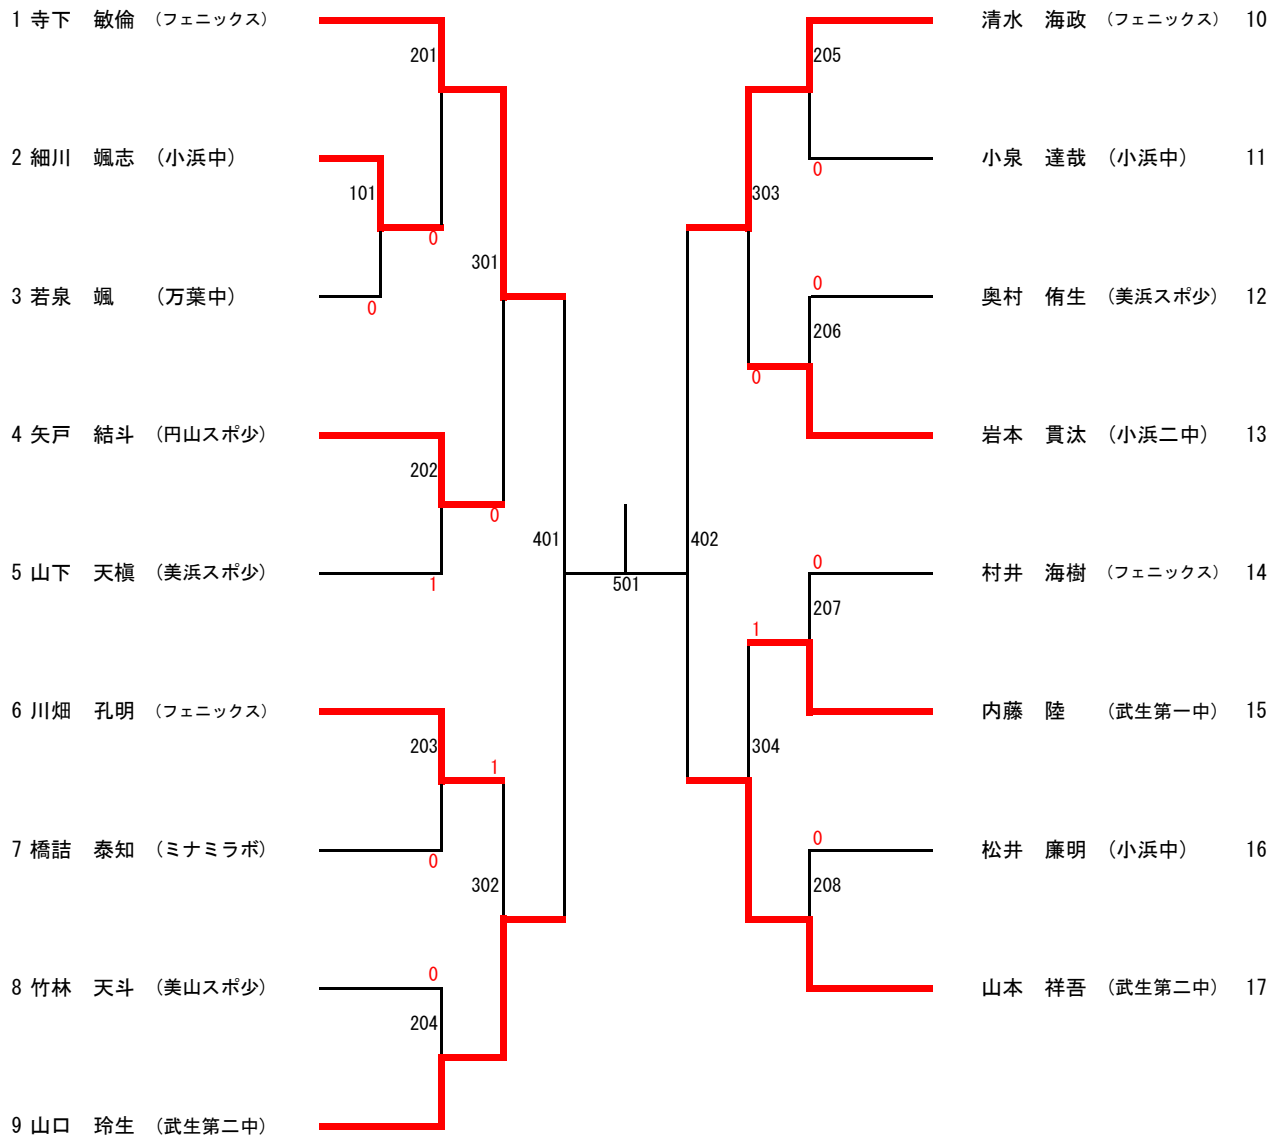 1 寺下 敏倫 (フェニックス)
201
2 細川 颯志 (小浜中)
101
0
3 若泉 颯 (万葉中)
0
301
4 矢戸 結斗 (円山スポ少)
202
0
5 山下 天槙 (美浜スポ少)
1
401
6 川畑 孔明 (フェニックス)
203
1
7 橋詰 泰知 (ミナミラボ)
0
302
8 竹林 天斗 (美山スポ少)
0
204
9 山口 玲生 (武生第二中)
501
清水 海政 (フェニックス) 10
205
小泉 達哉 (小浜中) 11
0
303
奥村 侑生 (美浜スポ少) 12
0
206
0
岩本 貫汰 (小浜二中) 13
402
村井 海樹 (フェニックス) 14
0
207
1
内藤 陸 (武生第一中) 15
304
松井 廉明 (小浜中) 16
0
208
山本 祥吾 (武生第二中) 17